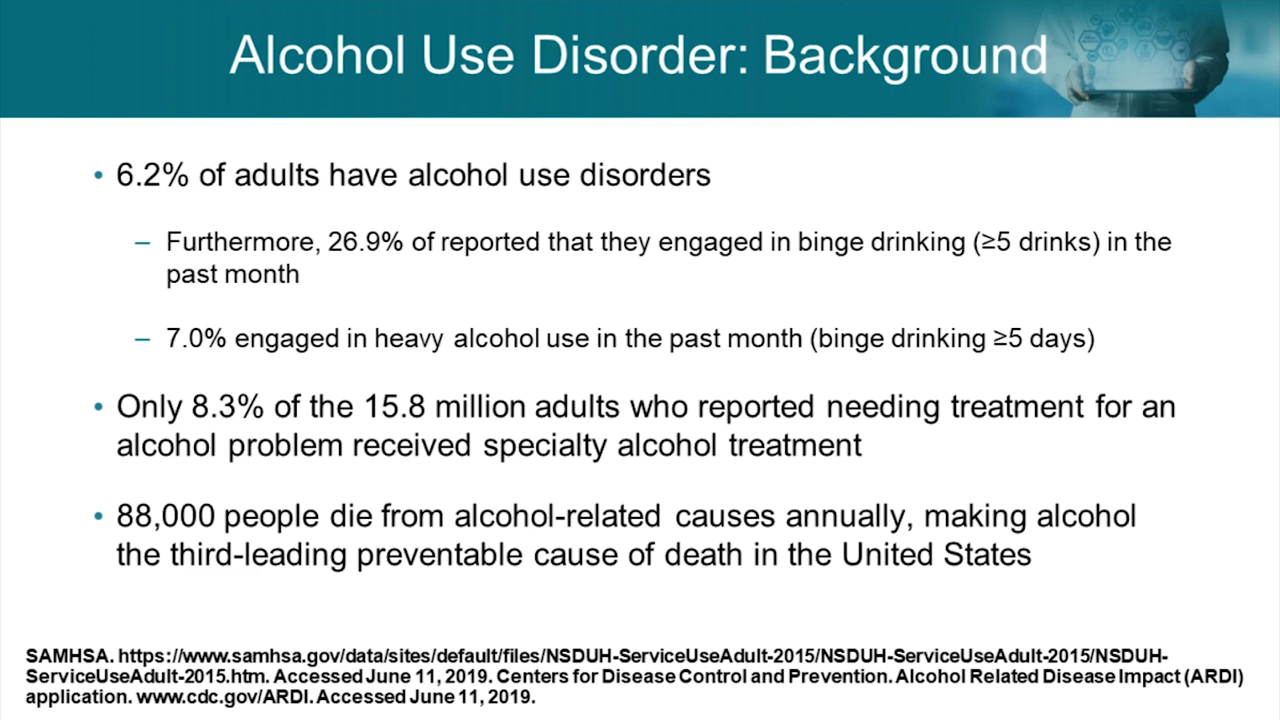 Alcohol Use Disorder: Background
• 6.2% of adults have alcohol use disorders
– Furthermore, 26.9% of reported that they engaged in binge drinking (≥5 drinks) in the
past month
– 7.0% engaged in heavy alcohol use in the past month (binge drinking ≥5 days)
• Only 8.3% of the 15.8 million adults who reported needing treatment for an
alcohol problem received specialty alcohol treatment
• 88,000 people die from alcohol-related causes annually, making alcohol
the third-leading preventable cause of death in the United States
SAMHSA. https://www.samhsa.gov/data/sites/default/files/NSDUH-ServiceUseAdult-2015/NSDUH-ServiceUseAdult-2015/NSDUH-
ServiceUseAdult-2015.htm. Accessed June 11, 2019. Centers for Disease Control and Prevention. Alcohol Related Disease Impact (ARDI)
application. www.cdc.gov/ARDI. Accessed June 11, 2019.